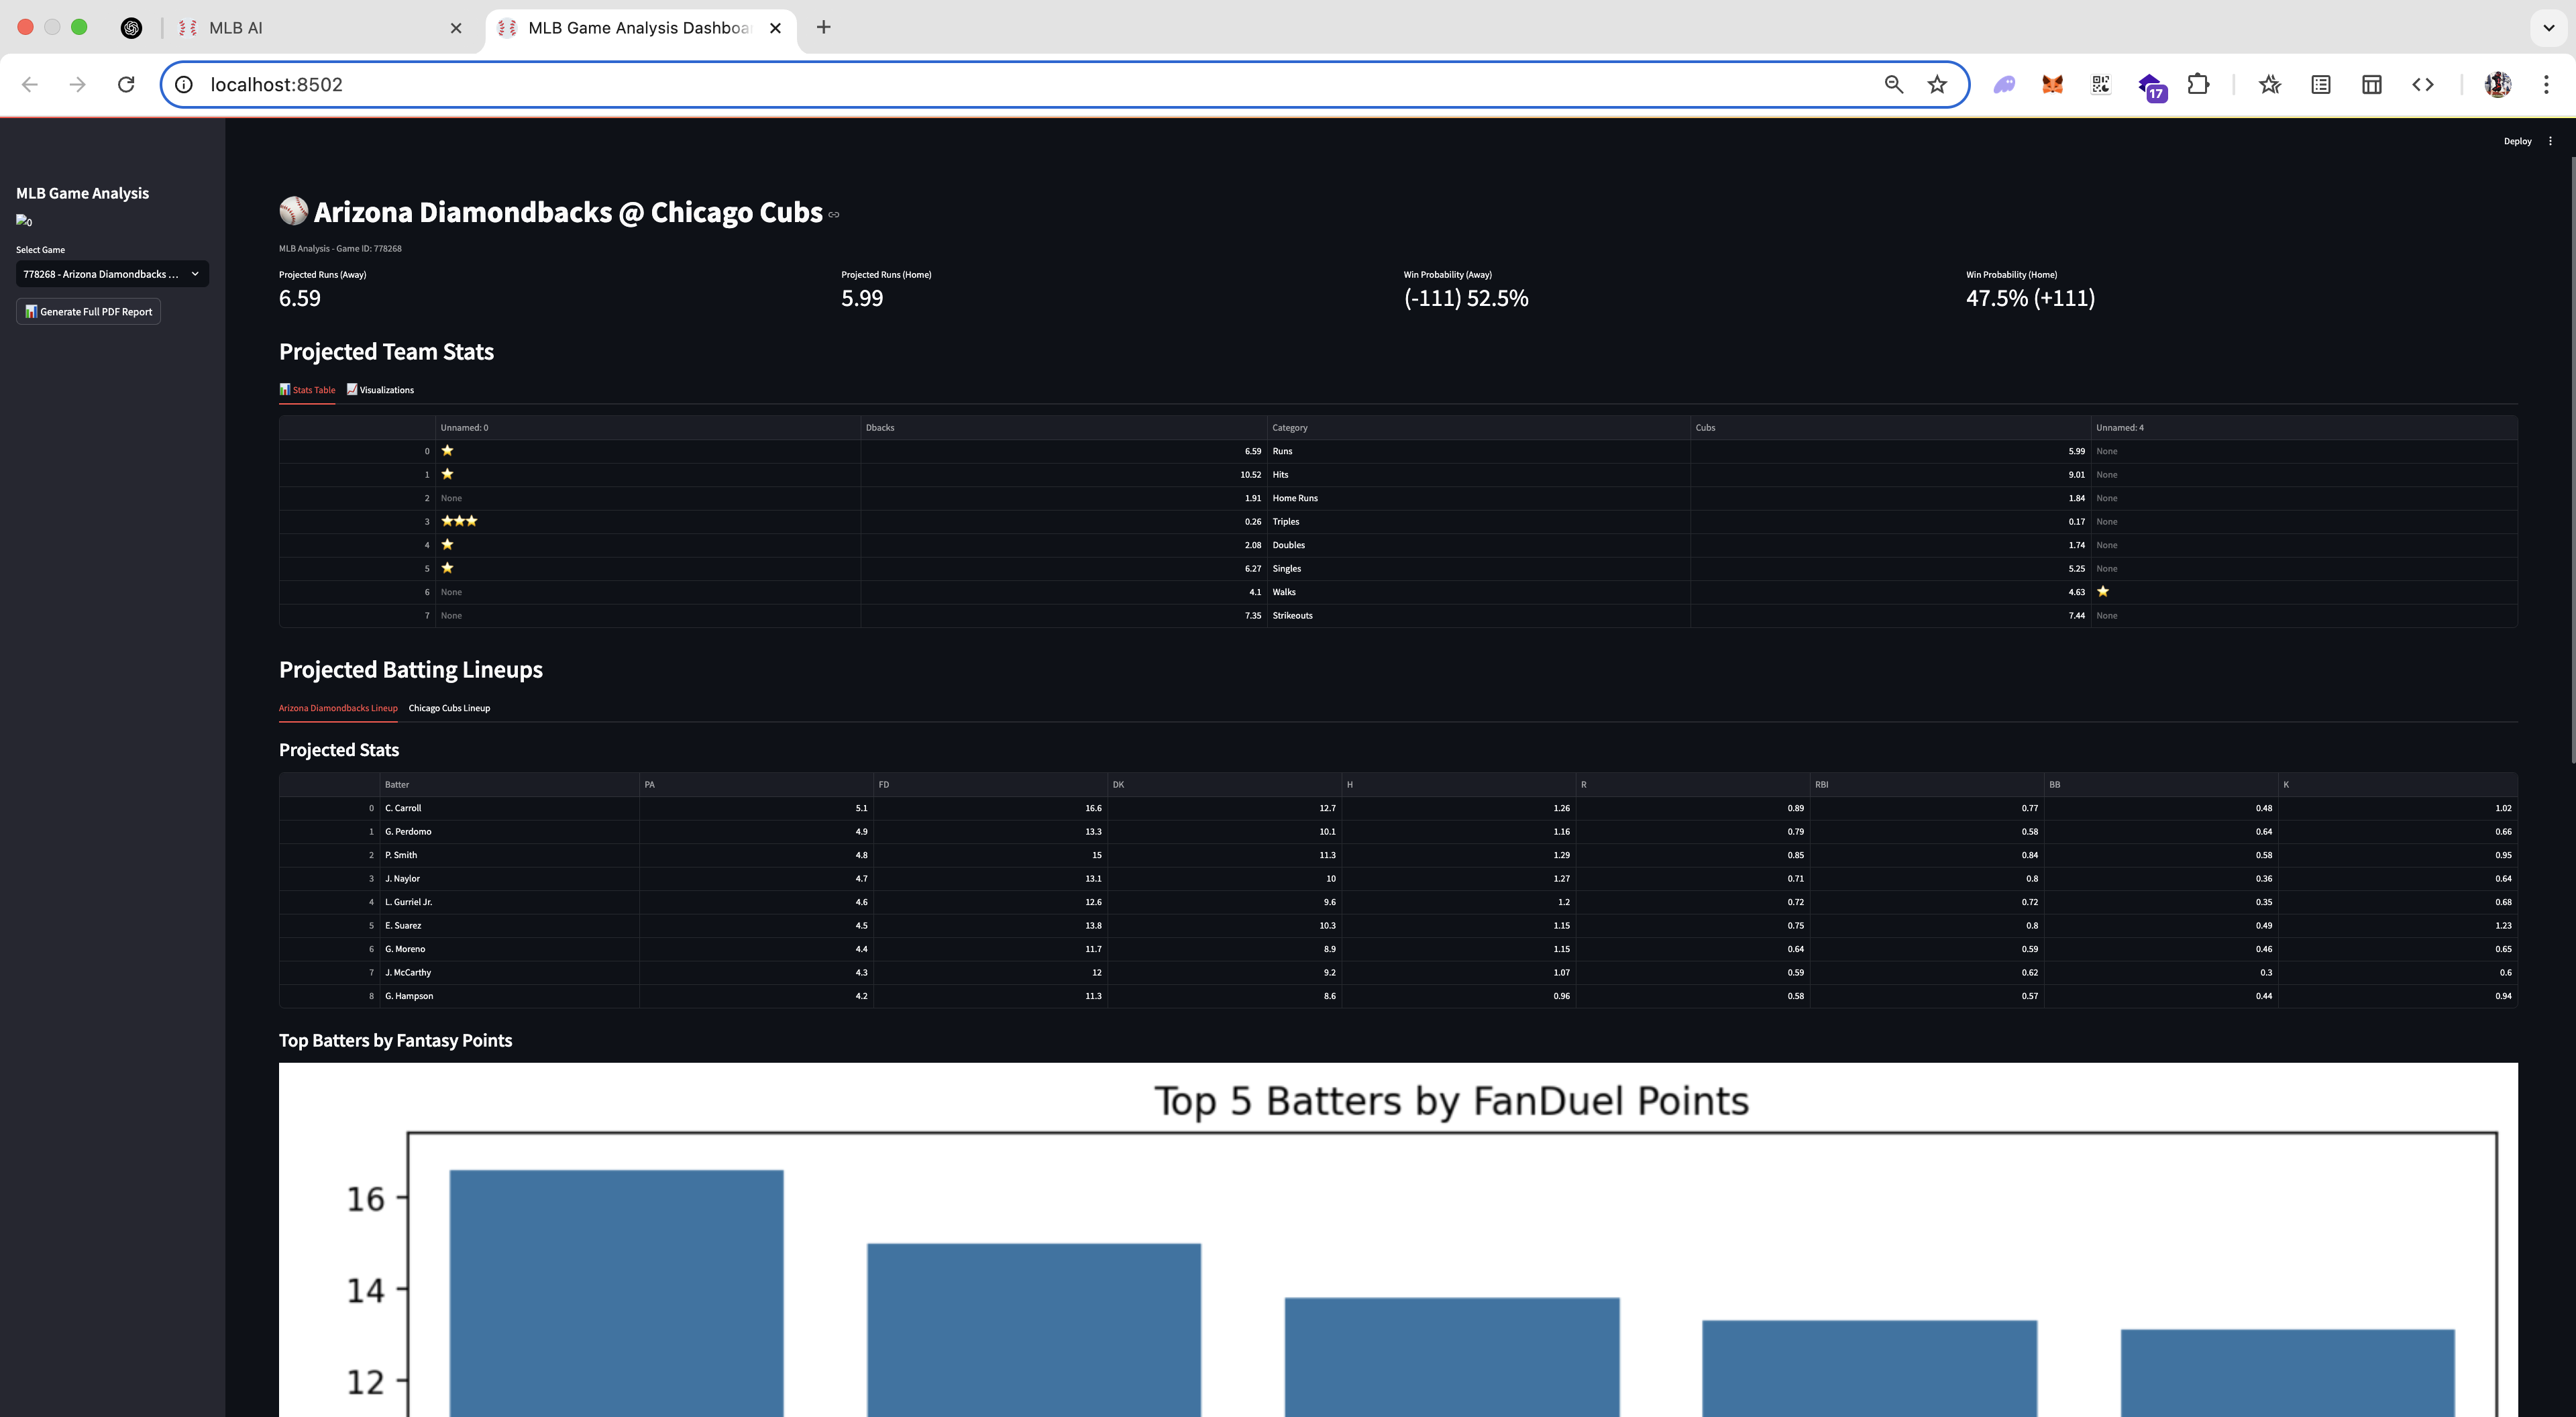 MLB AI
MLB Game Analysis Dashboa
localhost:8502
17
Deploy
MLB Game Analysis
0
Select Game
778268 - Arizona Diamondbacks ...
Generate Full PDF Report
Arizona Diamondbacks @ Chicago Cubs
MLB Analysis - Game ID: 778268
Projected Runs (Away) Projected Runs (Home) Win Probability (Away) Win Probability (Home)
6.59 5.99 (-111) 52.5% 47.5% (+111)
Projected Team Stats
Stats Table Visualizations
Unnamed: 0 Dbacks Category Cubs Unnamed: 4
0 6.59 Runs 5.99 None
1 10.52 Hits 9.01 None
2 None 1.91 Home Runs 1.84 None
3 0.26 Triples 0.17 None
4 2.08 Doubles 1.74 None
5 6.27 Singles 5.25 None
6 None 4.1 Walks 4.63
7 None 7.35 Strikeouts 7.44 None
Projected Batting Lineups
Arizona Diamondbacks Lineup Chicago Cubs Lineup
Projected Stats
Batter PA FD DK H R RBI BB K
0 C. Carroll 5.1 16.6 12.7 1.26 0.89 0.77 0.48 1.02
1 G. Perdomo 4.9 13.3 10.1 1.16 0.79 0.58 0.64 0.66
2 P. Smith 4.8 15 11.3 1.29 0.85 0.84 0.58 0.95
3 J. Naylor 4.7 13.1 10 1.27 0.71 0.8 0.36 0.64
4 L. Gurriel Jr. 4.6 12.6 9.6 1.2 0.72 0.72 0.35 0.68
5 E. Suarez 4.5 13.8 10.3 1.15 0.75 0.8 0.49 1.23
6 G. Moreno 4.4 11.7 8.9 1.15 0.64 0.59 0.46 0.65
7 J. McCarthy 4.3 12 9.2 1.07 0.59 0.62 0.3 0.6
8 G. Hampson 4.2 11.3 8.6 0.96 0.58 0.57 0.44 0.94
Top Batters by Fantasy Points
Top 5 Batters by FanDuel Points
16
14
12